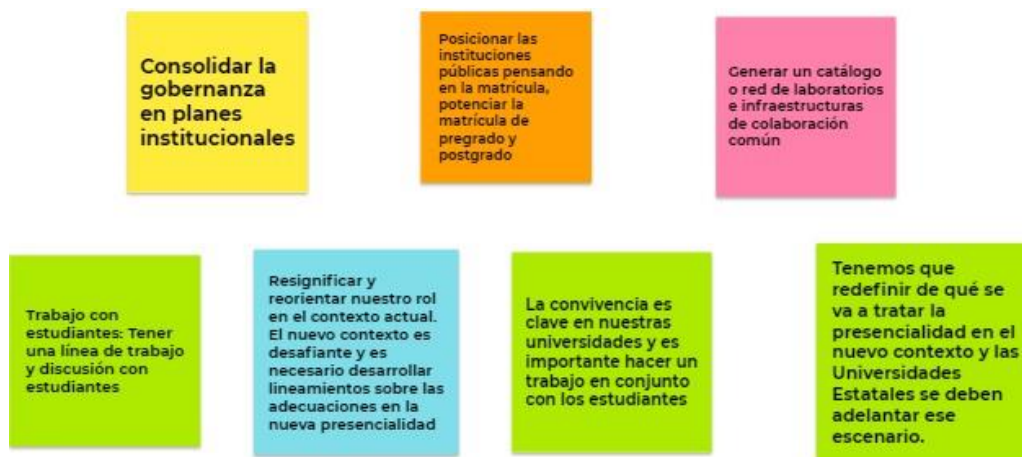 Consolidar la
gobernanza
en planes
institucionales
Posicionar las
instituciones
públicas pensando
en la matrícula,
potenciar la
matrícula de
pregrado y
postgrado
Generar un catálogo
o red de laboratorios
e infraestructuras
de colaboración
común
Trabajo con
estudiantes: Tener
una línea de trabajo
y discusión con
estudiantes
Resignificar y
reorientar nuestro rol
en el contexto actual.
El nuevo contexto es
desafiante y es
necesario desarrollar
lineamientos sobre las
adecuaciones en la
nueva presencialidad
La convivencia es
clave en nuestras
universidades y es
importante hacer un
trabajo en conjunto
con los estudiantes
Tenemos que
redefinir de qué se
va a tratar la
presencialidad en el
nuevo contexto y las
Universidades
Estatales se deben
adelantar ese
escenario.